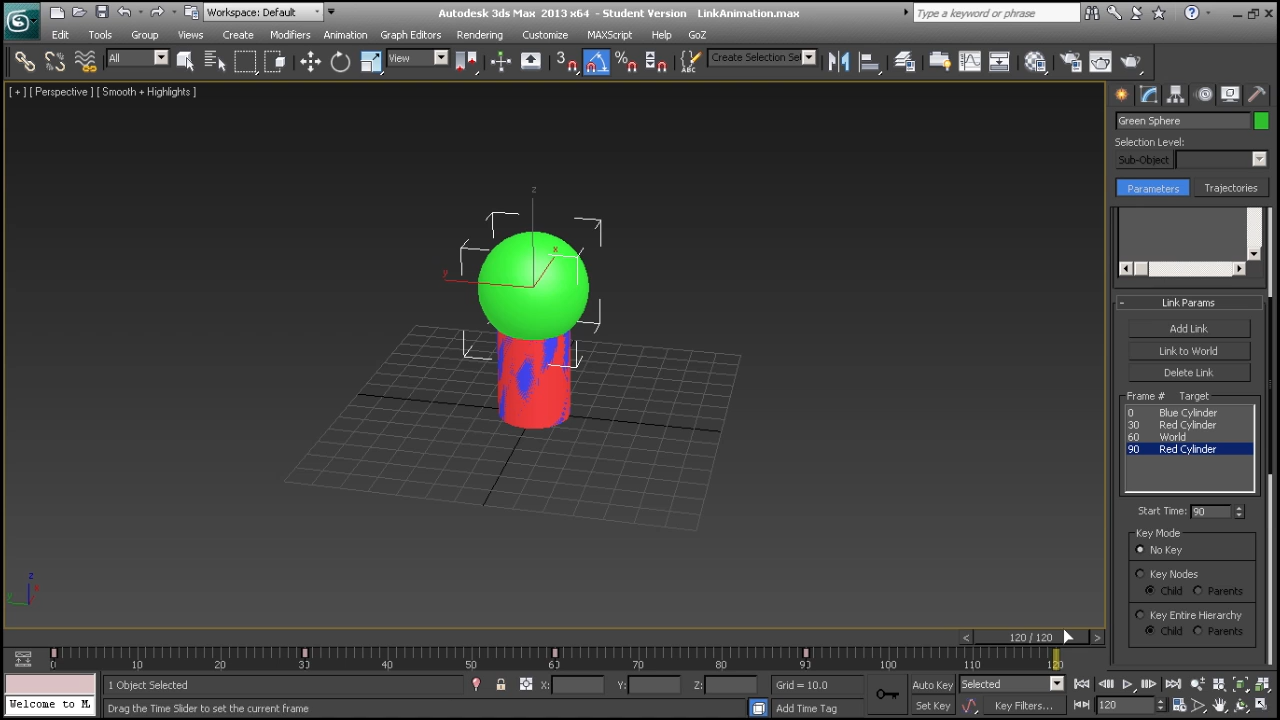 Workspace: Default
Autodesk 3ds Max 2013 x64 - Student Version LinkAnimation.max
Type a keyword or phrase
Edit Tools Group Views Create Modifiers Animation Graph Editors Rendering Customize MAXScript Help GoZ
All
View
3
Create Selection Se
[ + ] [ Perspective ] [ Smooth + Highlights ]
Green Sphere
Selection Level:
Sub-Object
Parameters Trajectories
z
x
y
- Link Params
Add Link
Link to World
Delete Link
Frame # Target
0 Blue Cylinder
30 Red Cylinder
60 World
90 Red Cylinder
Start Time: 90
Key Mode
No Key
Key Nodes
Child Parents
Key Entire Hierarchy
Child Parents
z
x
y
< 120 / 120 >
0 10 20 30 40 50 60 70 80 90 100 110 120
1 Object Selected
X: Y: Z: Grid = 10.0
Auto Key Selected
Welcome to M
Drag the Time Slider to set the current frame
Add Time Tag
Set Key Key Filters... 120